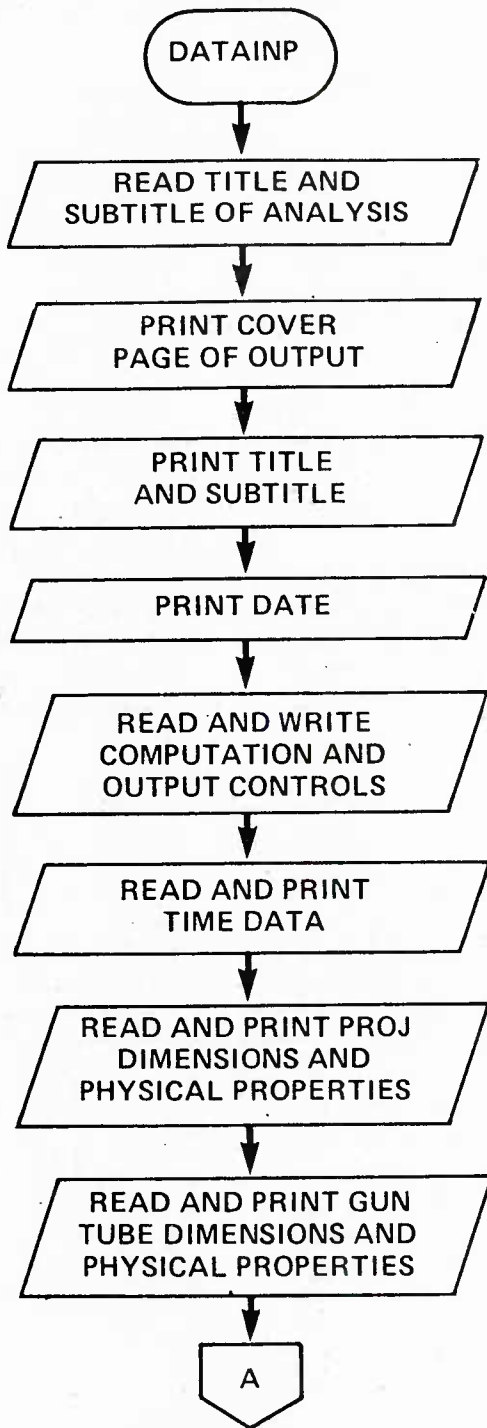 DATAINP
READ TITLE AND
SUBTITLE OF ANALYSIS
PRINT COVER
PAGE OF OUTPUT
PRINT TITLE
AND SUBTITLE
PRINT DATE
READ AND WRITE
COMPUTATION AND
OUTPUT CONTROLS
READ AND PRINT
TIME DATA
READ AND PRINT PROJ
DIMENSIONS AND
PHYSICAL PROPERTIES
READ AND PRINT GUN
TUBE DIMENSIONS AND
PHYSICAL PROPERTIES
A